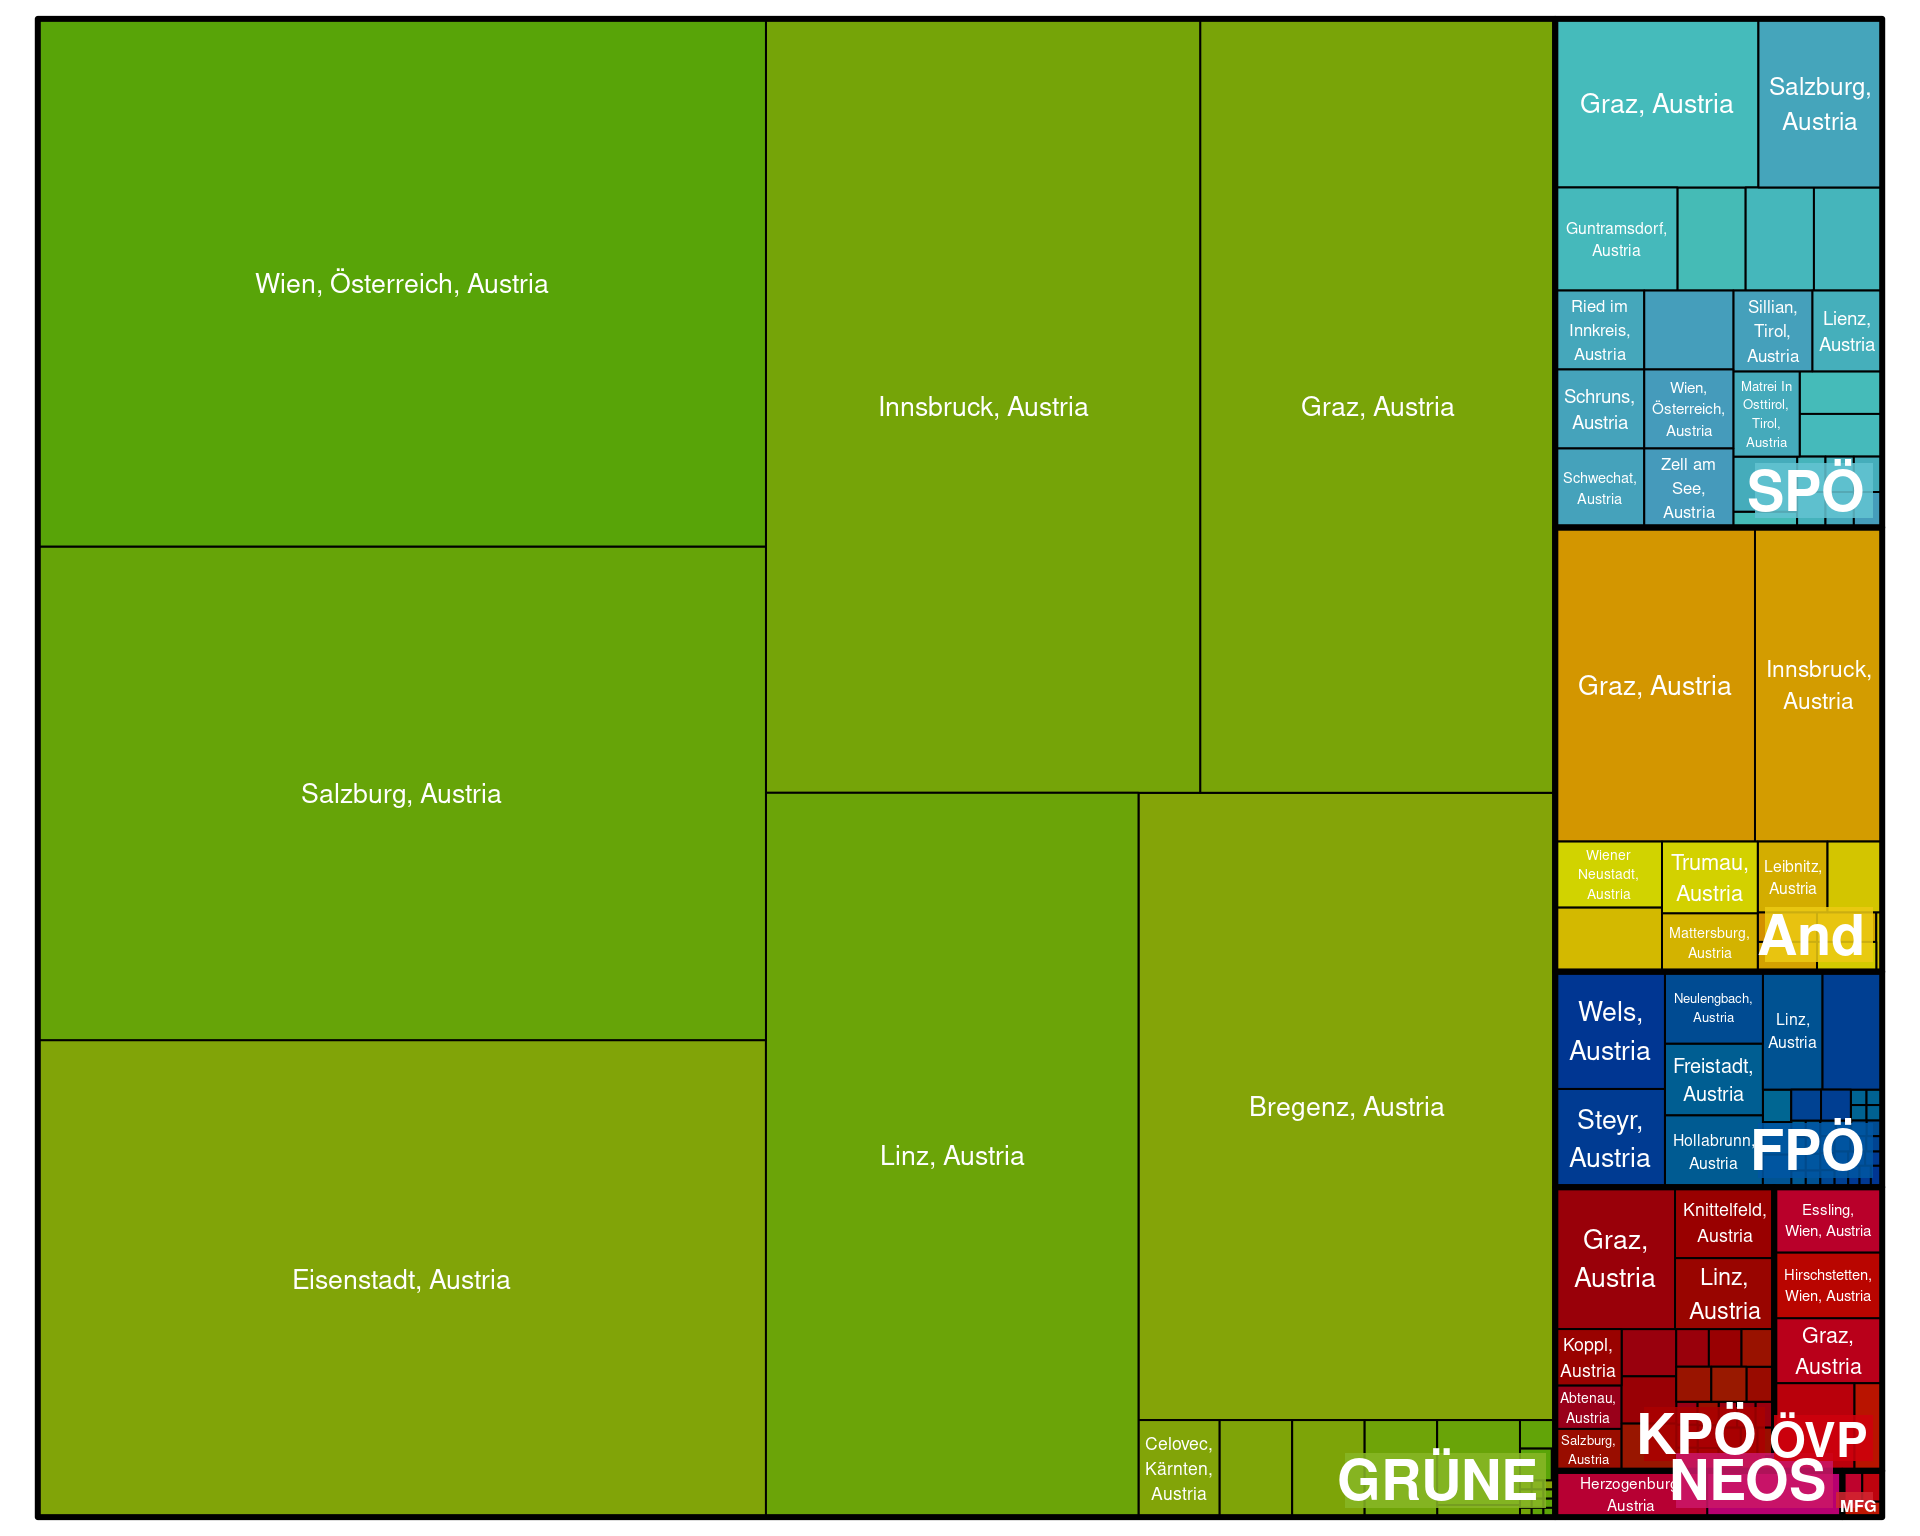 Wien, Österreich, Austria
Salzburg, Austria
Eisenstadt, Austria
Innsbruck, Austria
Graz, Austria
Linz, Austria
Bregenz, Austria
Celovec,
Kärnten,
Austria
GRÜNE
Graz, Austria
Salzburg,
Austria
Guntramsdorf,
Austria
Ried im
Innkreis,
Austria
Sillian,
Tirol,
Austria
Lienz,
Austria
Schruns,
Austria
Wien,
Österreich,
Austria
Matrei In
Osttirol,
Tirol,
Austria
Schwechat,
Austria
Zell am
See,
Austria
SPÖ
Graz, Austria
Innsbruck,
Austria
Wiener
Neustadt,
Austria
Trumau,
Austria
Leibnitz,
Austria
Mattersburg,
Austria
And
Wels,
Austria
Neulengbach,
Austria
Linz,
Austria
Freistadt,
Austria
Steyr,
Austria
Hollabrunn,
Austria
FPÖ
Graz,
Austria
Knittelfeld,
Austria
Linz,
Austria
Koppl,
Austria
Abtenau,
Austria
Salzburg,
Austria
KPÖ
Essling,
Wien, Austria
Hirschstetten,
Wien, Austria
Graz,
Austria
ÖVP
Herzogenburg
Austria
NEOS
MFG